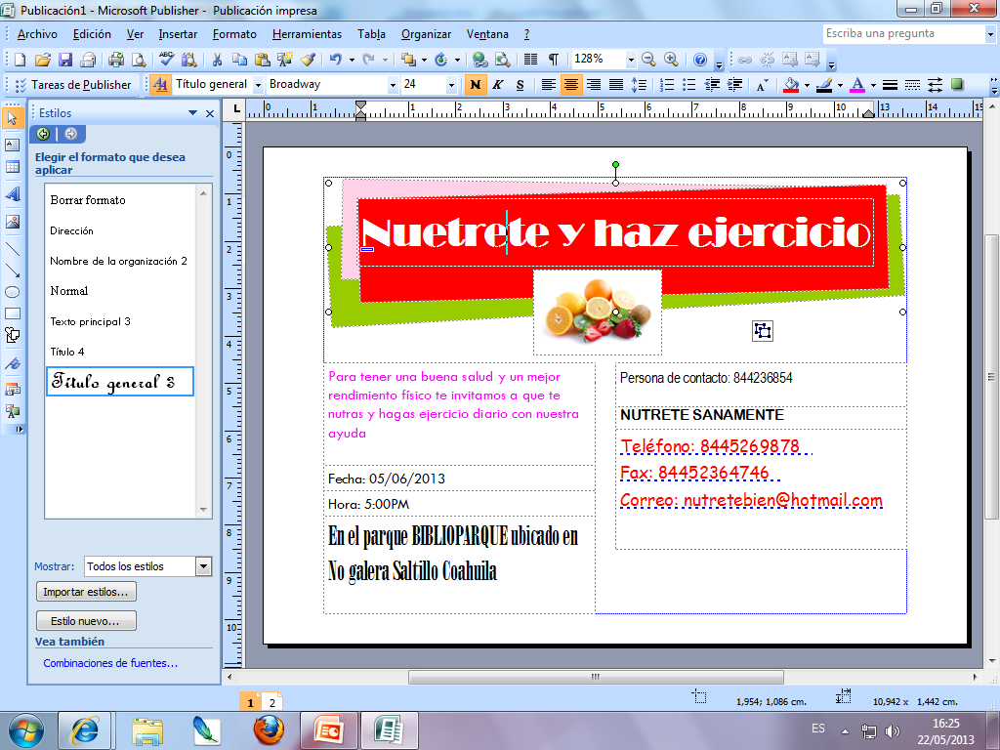 Publicación1 - Microsoft Publisher - Publicación impresa
Archivo Edición Ver Insertar Formato Herramientas Tabla Organizar Ventana ? Escriba una pregunta
128%
Tareas de Publisher Título general Broadway 24 N K S
Estilos
Elegir el formato que desea
aplicar
Borrar formato
Dirección
Nombre de la organización 2
Normal
Texto principal 3
Título 4
Título general 3
Mostrar: Todos los estilos
Importar estilos...
Estilo nuevo...
Vea también
Combinaciones de fuentes...
Nuetrete y haz ejercicio
Para tener una buena salud y un mejor
rendimiento físico te invitamos a que te
nutras y hagas ejercicio diario con nuestra
ayuda
Fecha: 05/06/2013
Hora: 5:00PM
En el parque BIBLIOPARQUE ubicado en
No galera Saltillo Coahuila
Persona de contacto: 844236854
NUTRETE SANAMENTE
Teléfono: 8445269878
Fax: 84452364746
Correo: nutretebien@hotmail.com
1 2
1,954; 1,086 cm. 10,942 x 1,442 cm.
ES
16:25
22/05/2013